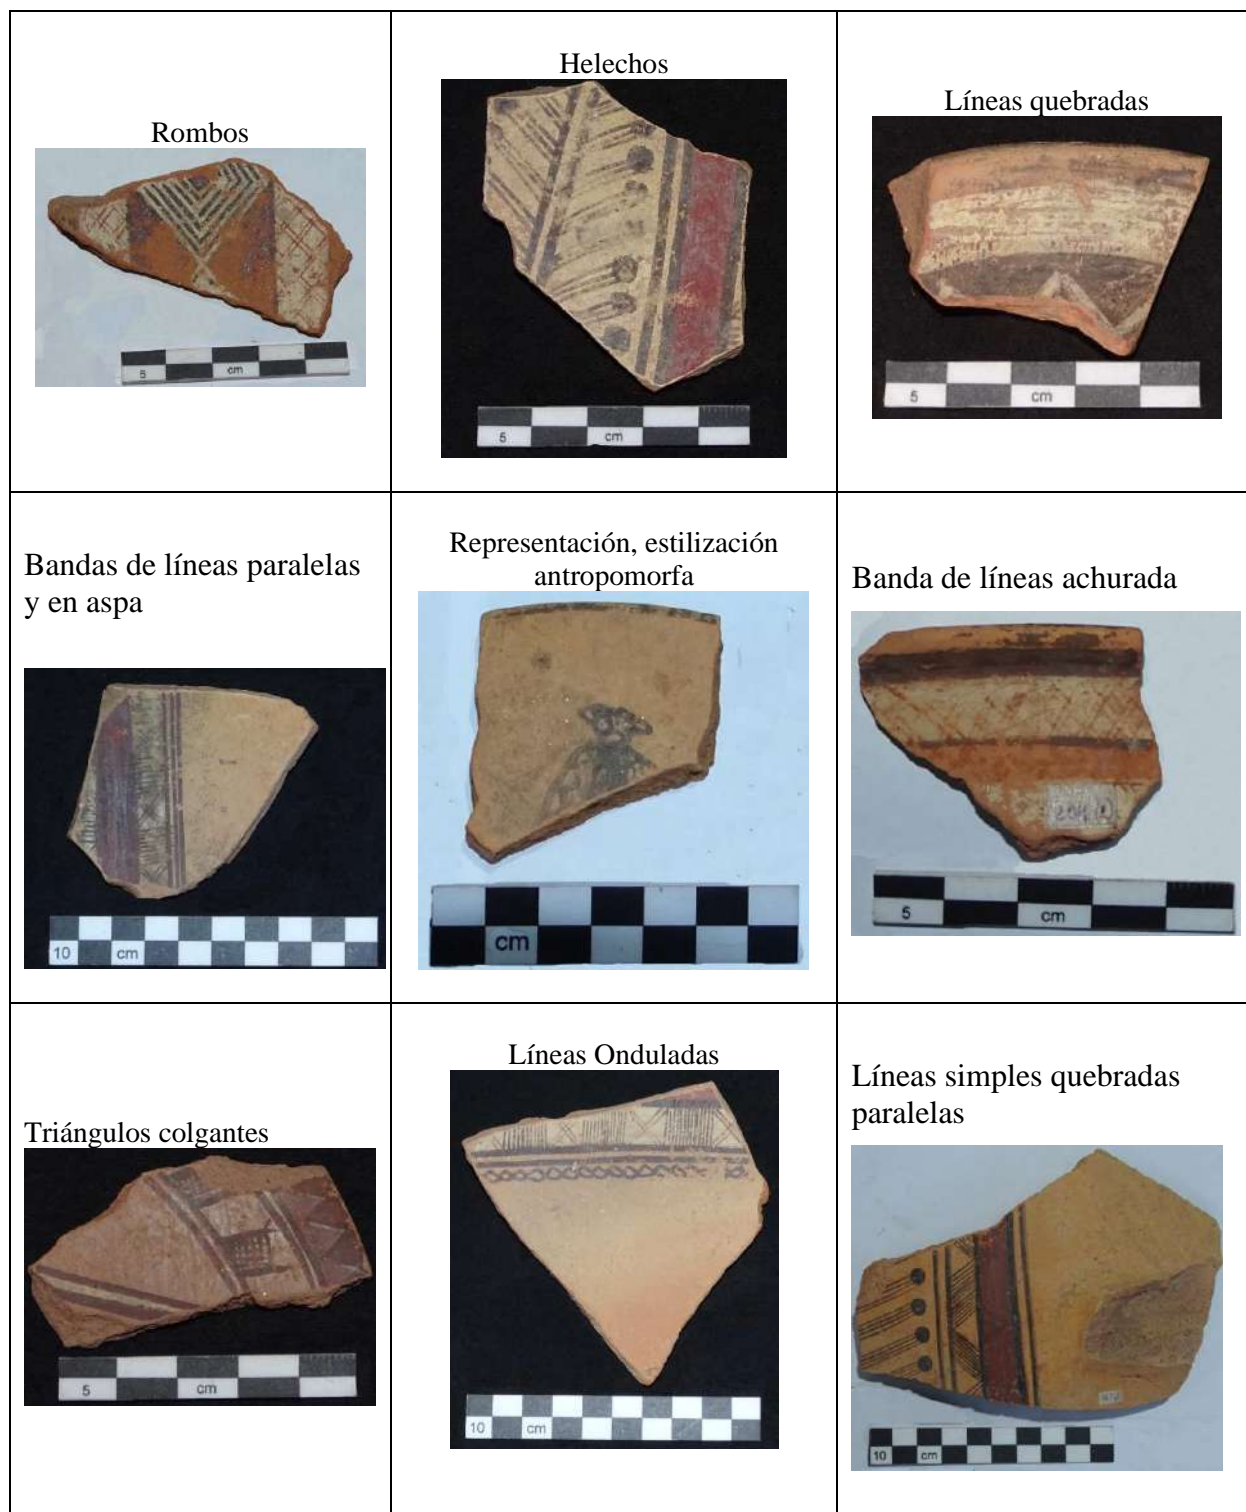 Rombos
5 cm
Helechos
5 cm
Líneas quebradas
5 cm
Bandas de líneas paralelas
y en aspa
10 cm
Representación, estilización
antropomorfa
cm
Banda de líneas achurada
5 cm
Triángulos colgantes
5 cm
Líneas Onduladas
10 cm
Líneas simples quebradas
paralelas
10 cm